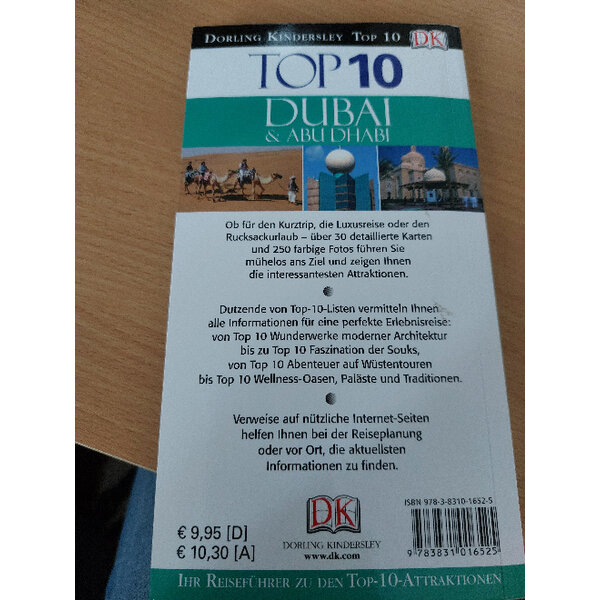 DORLING KINDERSLEY TOP 10 DK
TOP 10
DUBAI
& ABU DHABI
Ob für den Kurztrip, die Luxusreise oder den
Rucksackurlaub – über 30 detaillierte Karten
und 250 farbige Fotos führen Sie
mühelos ans Ziel und zeigen Ihnen
die interessantesten Attraktionen.
Dutzende von Top-10-Listen vermitteln Ihnen
alle Informationen für eine perfekte Erlebnisreise:
von Top 10 Wunderwerke moderner Architektur
bis zu Top 10 Faszination der Souks,
von Top 10 Abenteuer auf Wüstentouren
bis Top 10 Wellness-Oasen, Paläste und Traditionen.
Verweise auf nützliche Internet-Seiten
helfen Ihnen bei der Reiseplanung
oder vor Ort, die aktuellsten
Informationen zu finden.
€ 9,95 [D]
€ 10,30 [A]
DK
DORLING KINDERSLEY
www.dk.com
ISBN 978-3-8310-1652-5
9 783831 016525
IHR REISEFÜHRER ZU DEN TOP-10-ATTRAKTIONEN